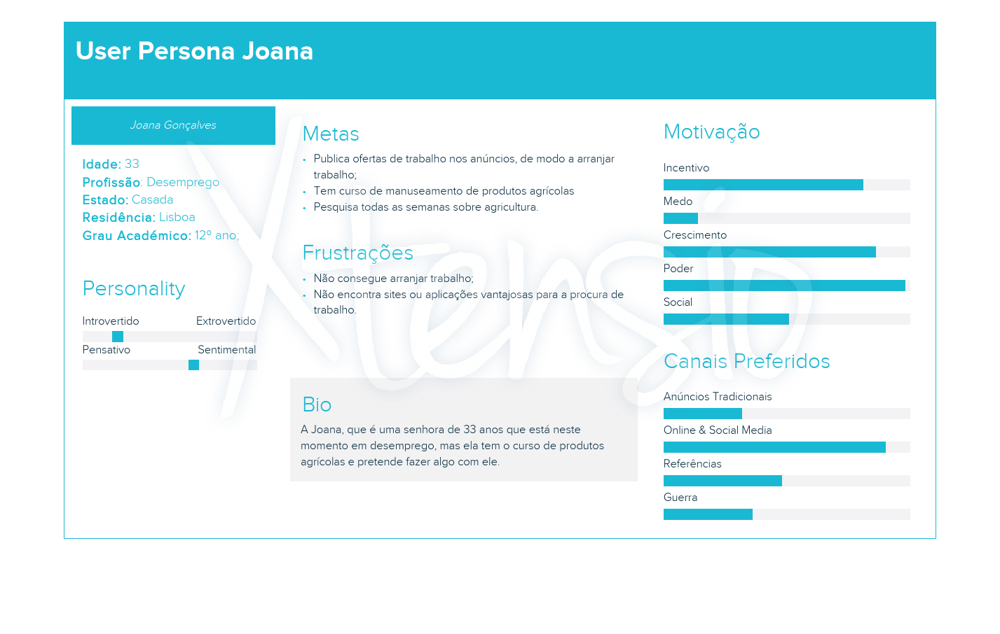 User Persona Joana
Joana Gonçalves
Idade: 33
Profissão: Desemprego
Estado: Casada
Residência: Lisboa
Grau Académico: 12º ano;
Personality
Introvertido Extrovertido
Pensativo Sentimental
Metas
• Publica ofertas de trabalho nos anúncios, de modo a arranjar
trabalho;
• Tem curso de manuseamento de produtos agrícolas
• Pesquisa todas as semanas sobre agricultura.
Frustrações
• Não consegue arranjar trabalho;
• Não encontra sites ou aplicações vantajosas para a procura de
trabalho.
Bio
A Joana, que é uma senhora de 33 anos que está neste
momento em desemprego, mas ela tem o curso de produtos
agrícolas e pretende fazer algo com ele.
Motivação
Incentivo
Medo
Crescimento
Poder
Social
Canais Preferidos
Anúncios Tradicionais
Online & Social Media
Referências
Guerra
Xtensio